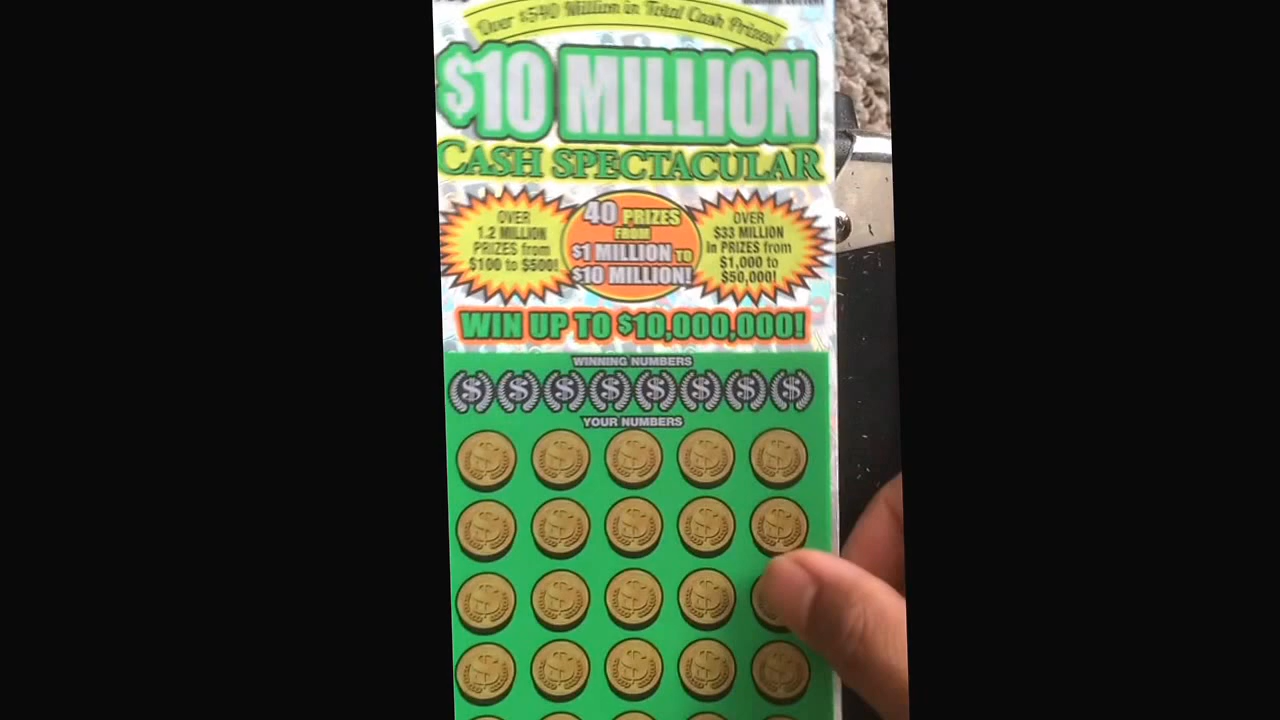 Over $540 Million in Total Cash Prizes!
$10 MILLION
CASH SPECTACULAR
OVER
1.2 MILLION
PRIZES from
$100 to $500!
40 PRIZES
FROM
$1 MILLION TO
$10 MILLION!
OVER
$33 MILLION
in PRIZES from
$1,000 to
$50,000!
WIN UP TO $10,000,000!
WINNING NUMBERS
$ $ $ $ $ $ $ $
YOUR NUMBERS